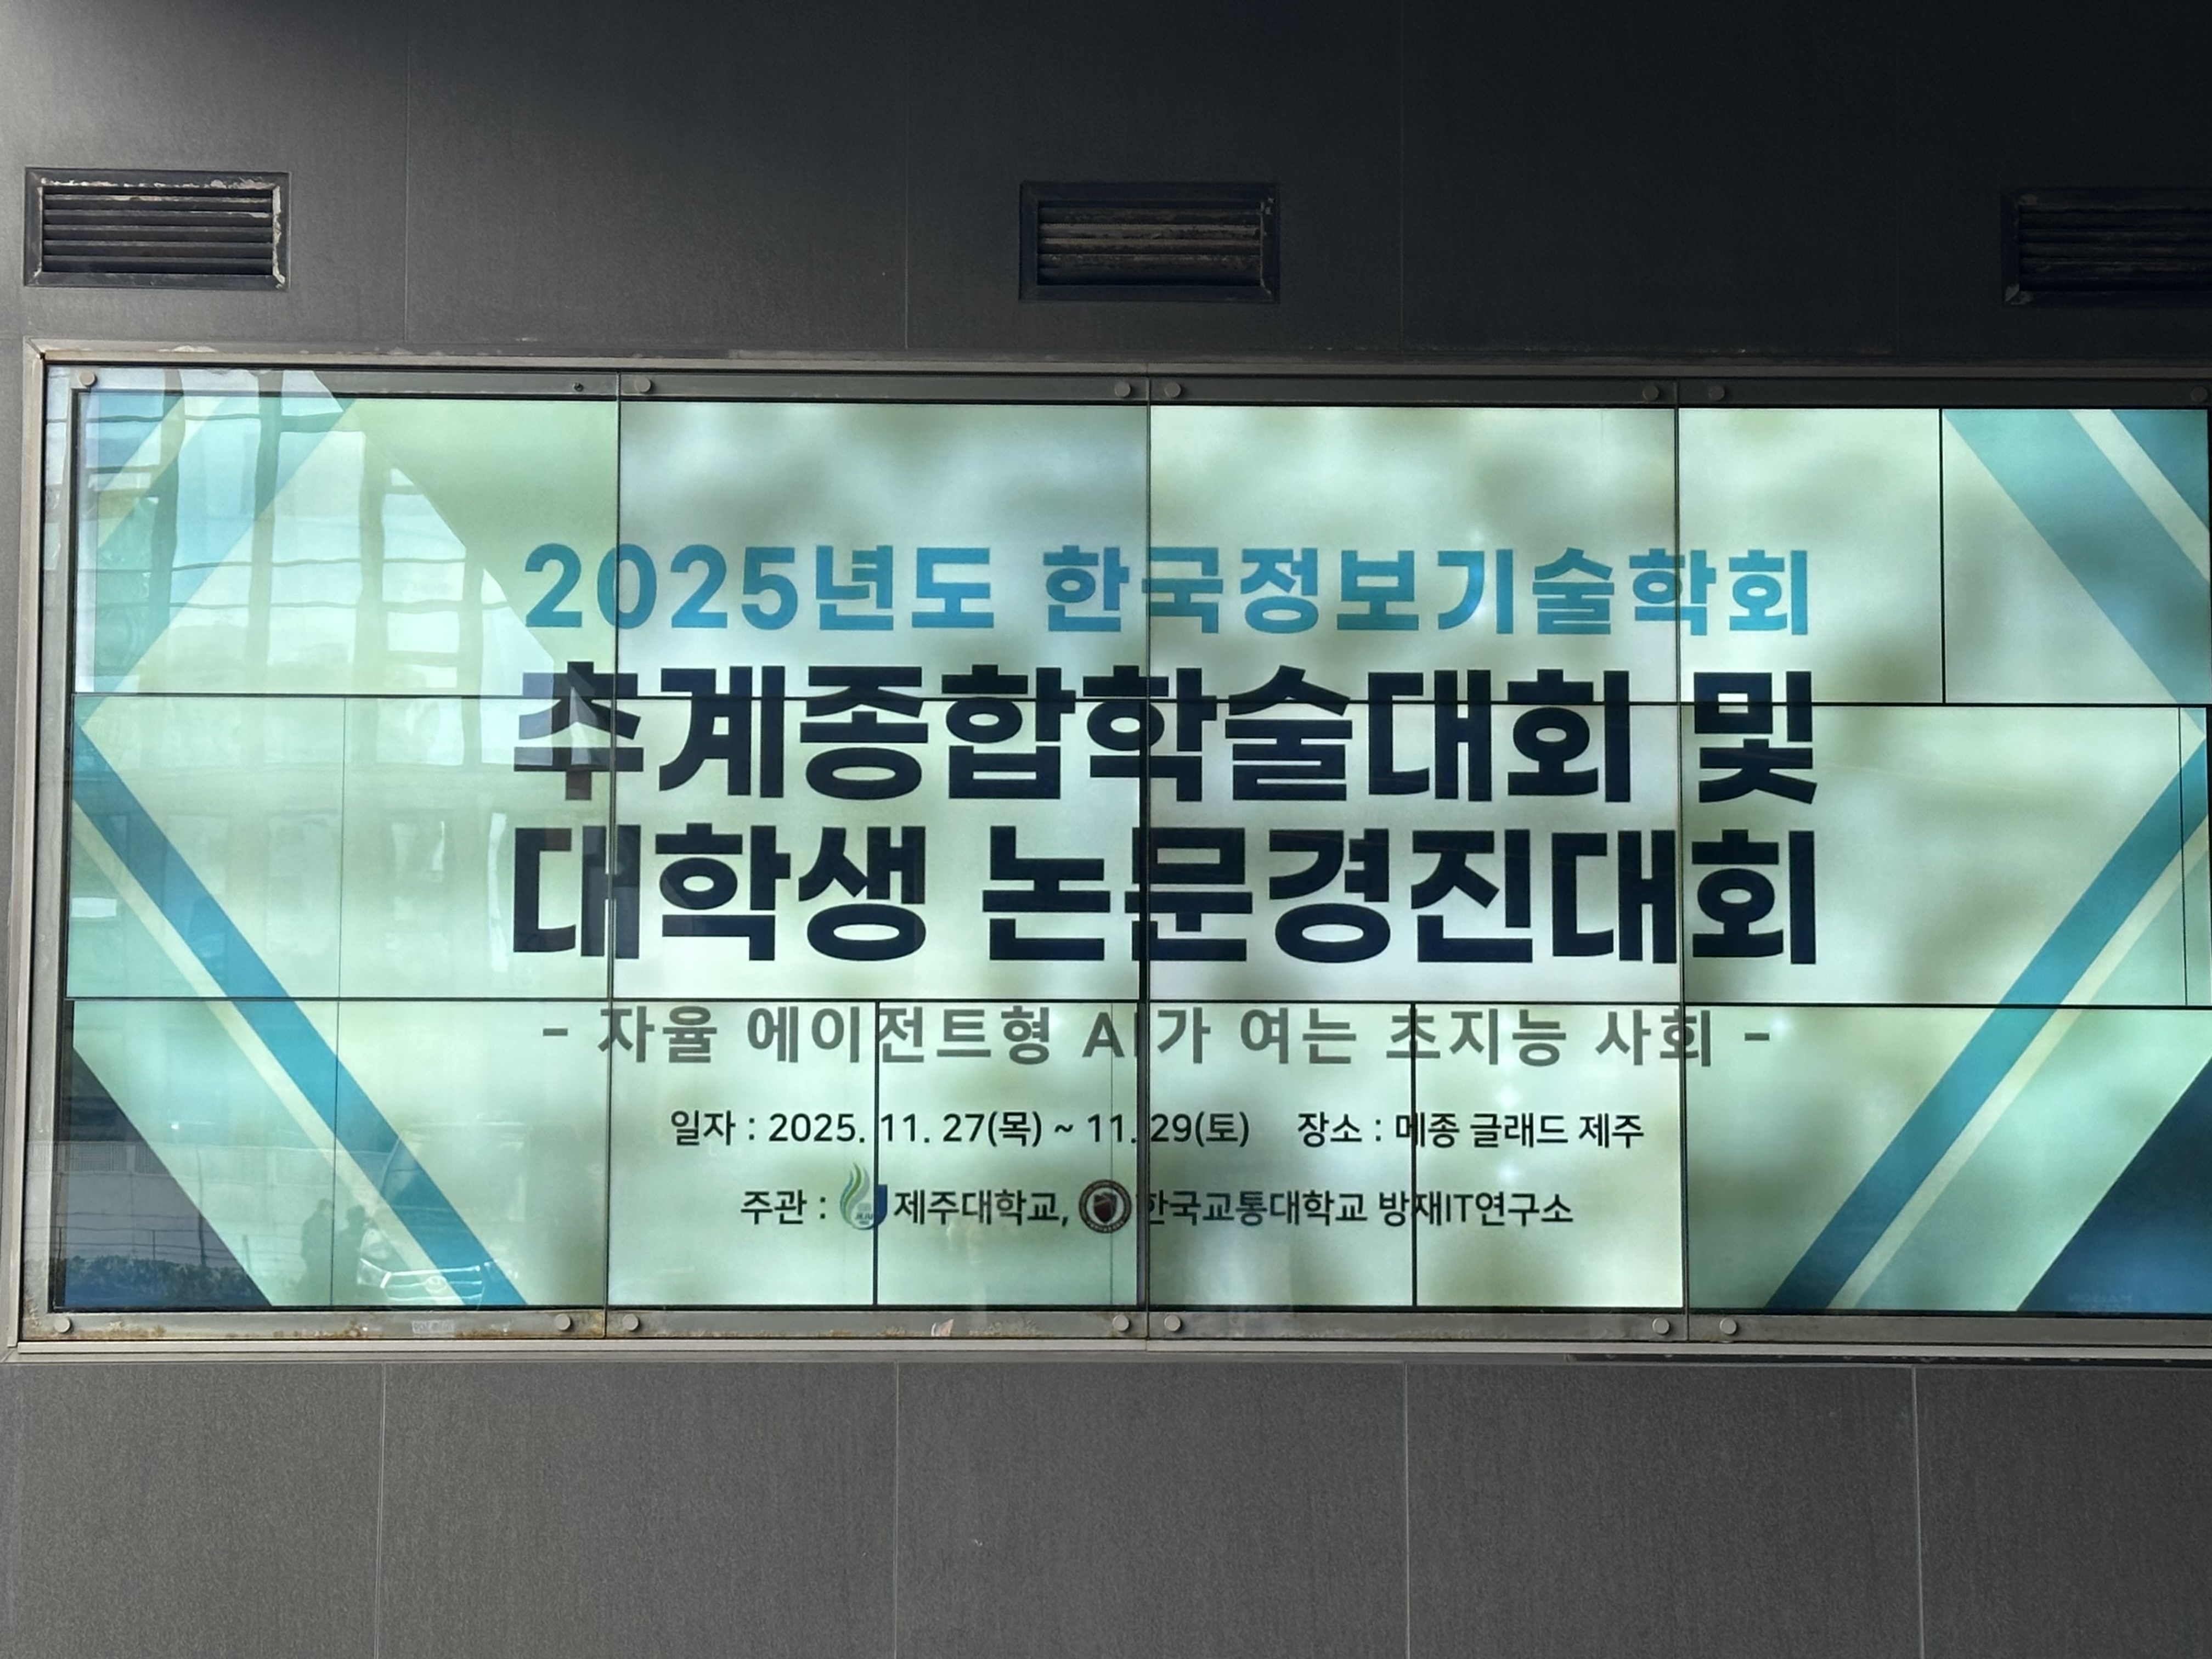 2025년도 한국정보기술학회
추계종합학술대회 및
대학생 논문경진대회
- 자율 에이전트형 AI가 여는 초지능 사회 -
일자 : 2025. 11. 27(목) ~ 11. 29(토) 장소 : 메종 글래드 제주
주관 : 제주대학교, 한국교통대학교 방재IT연구소